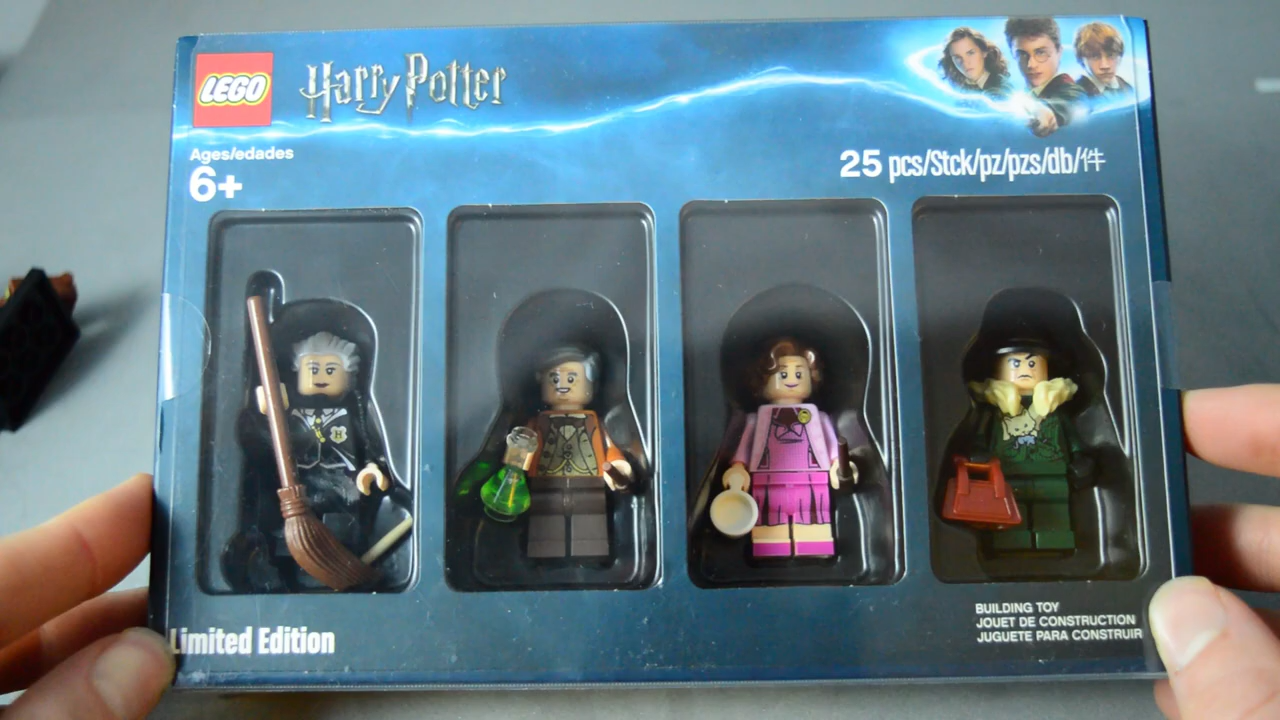 LEGO
Harry Potter
Ages/edades
6+
25 pcs/Stck/pz/pzs/db/件
H
Limited Edition
BUILDING TOY
JOUET DE CONSTRUCTION
JUGUETE PARA CONSTRUIR